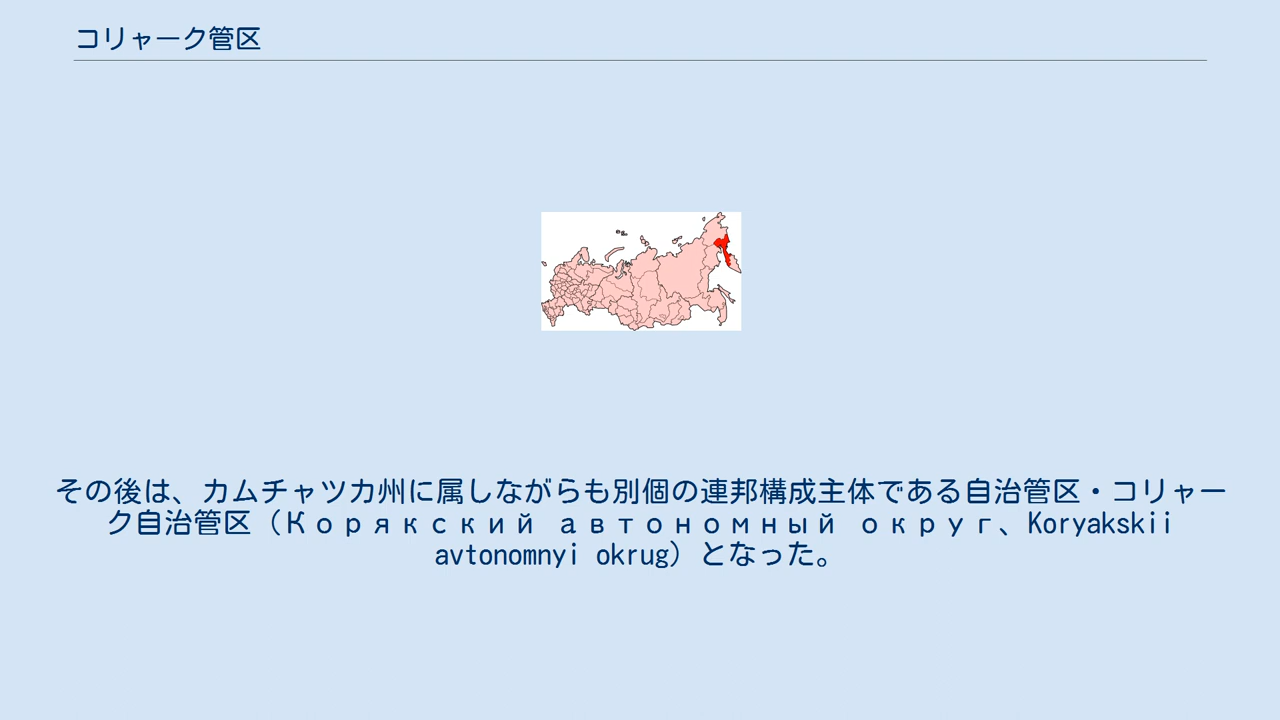 コリャーク管区
その後は、カムチャツカ州に属しながらも別個の連邦構成主体である自治管区・コリャー
ク自治管区（Корякский автономный округ、Koryakskii
avtonomnyi okrug）となった。